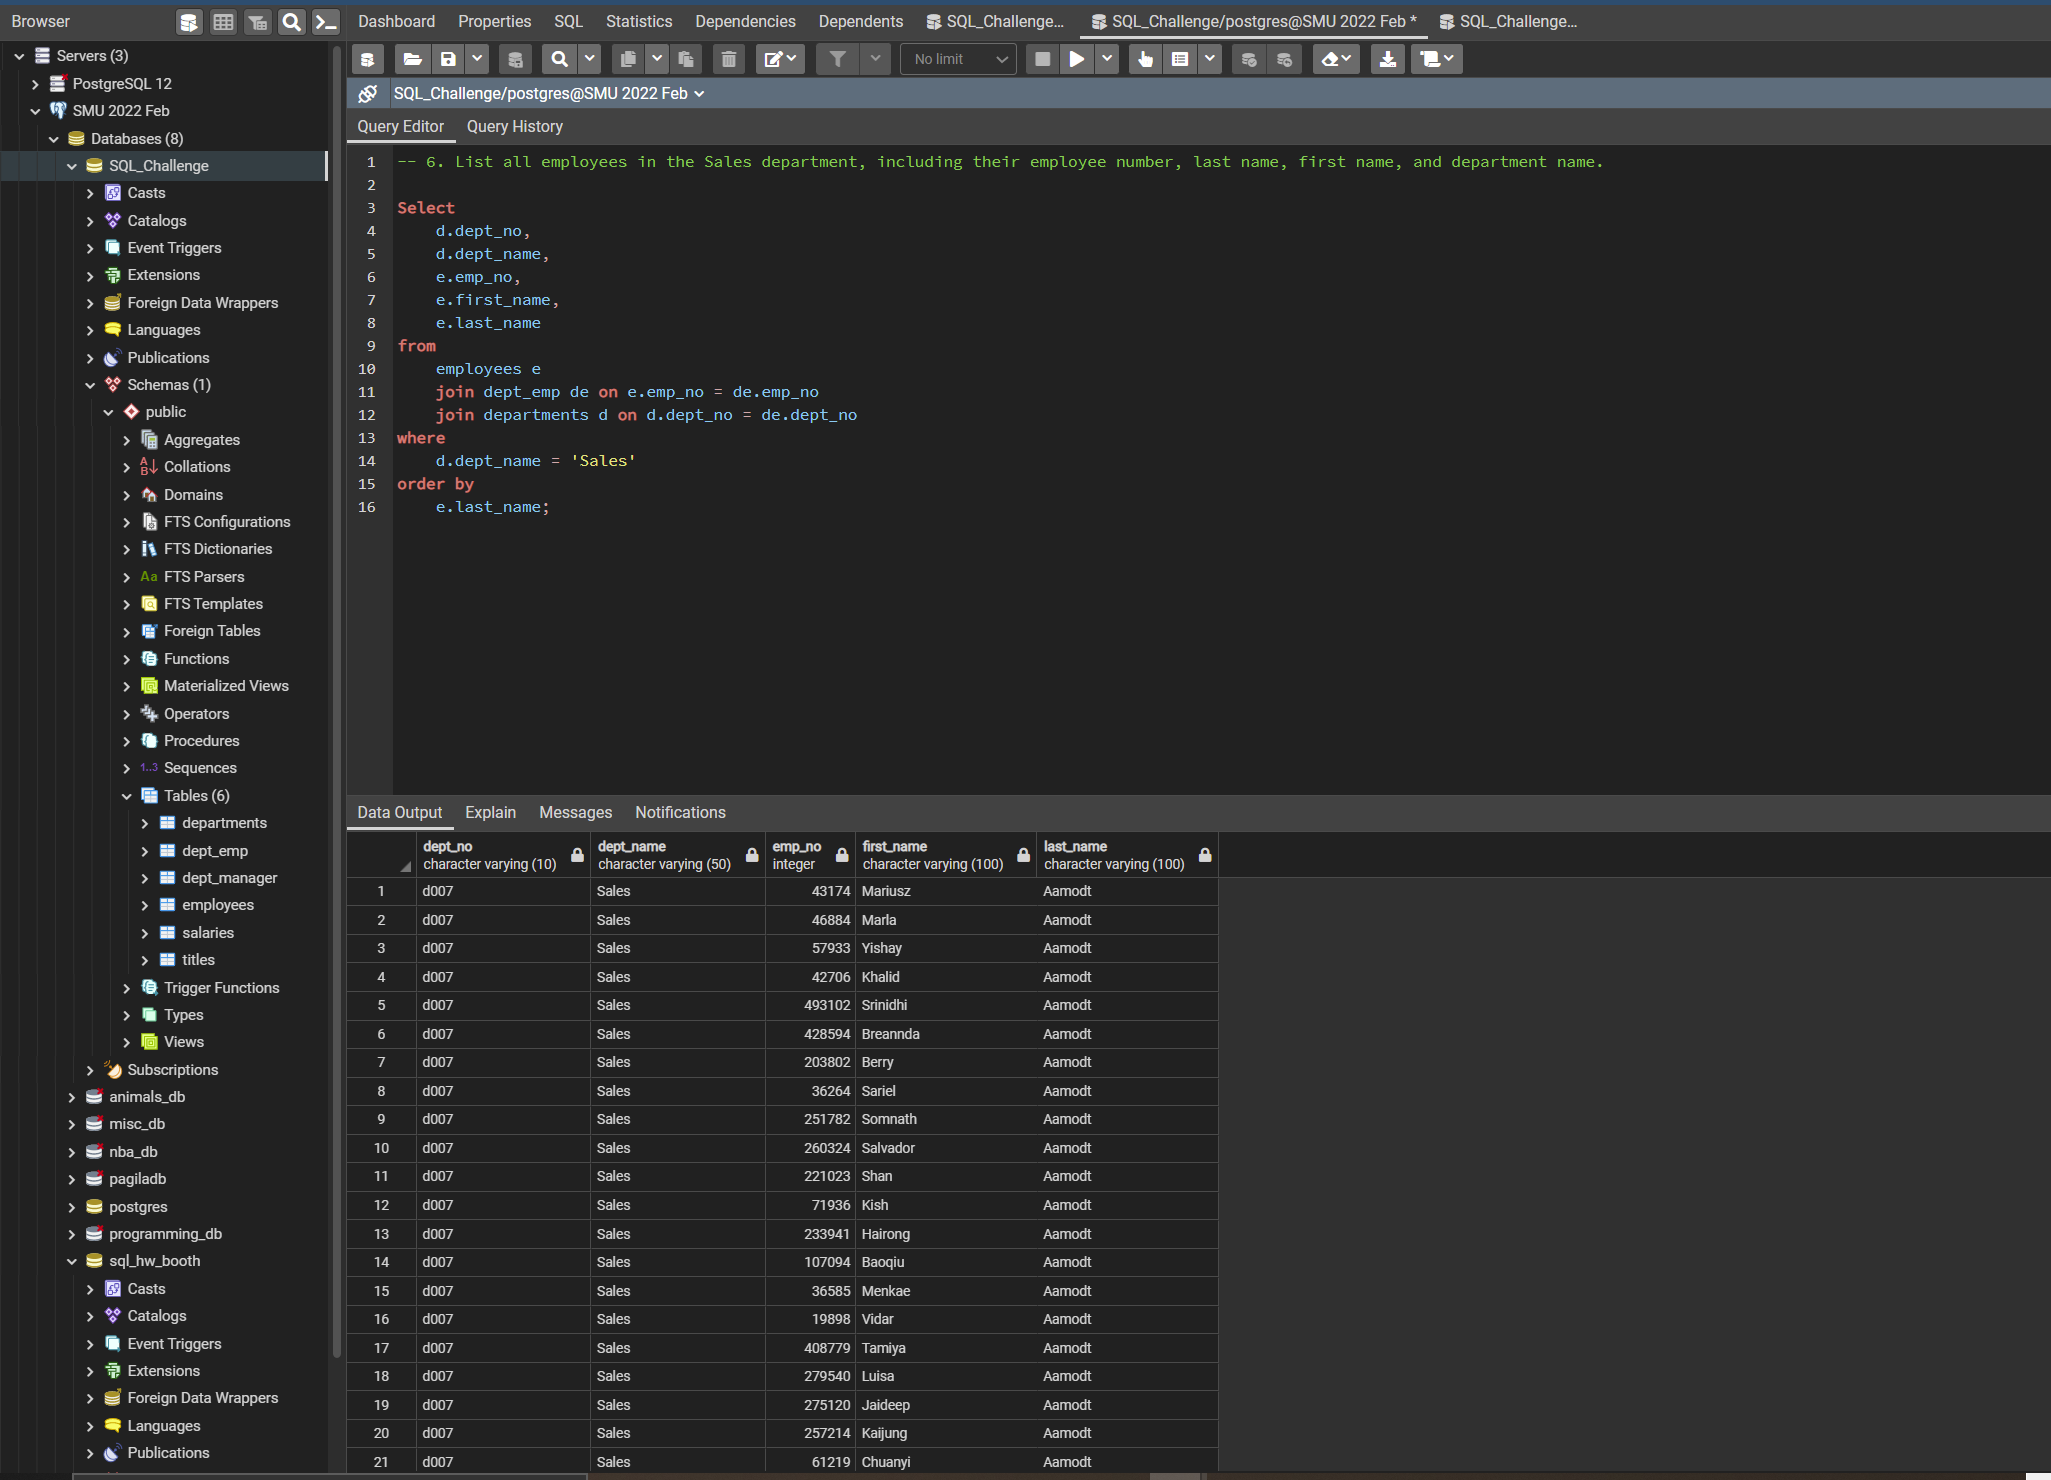 Browser
Dashboard Properties SQL Statistics Dependencies Dependents SQL_Challenge... SQL_Challenge/postgres@SMU 2022 Feb * SQL_Challenge...
No limit
SQL_Challenge/postgres@SMU 2022 Feb
Query Editor Query History
Servers (3)
PostgreSQL 12
SMU 2022 Feb
Databases (8)
SQL_Challenge
Casts
Catalogs
Event Triggers
Extensions
Foreign Data Wrappers
Languages
Publications
Schemas (1)
public
Aggregates
Collations
Domains
FTS Configurations
FTS Dictionaries
Aa FTS Parsers
FTS Templates
Foreign Tables
Functions
Materialized Views
Operators
Procedures
1..3 Sequences
Tables (6)
departments
dept_emp
dept_manager
employees
salaries
titles
Trigger Functions
Types
Views
Subscriptions
animals_db
misc_db
nba_db
pagiladb
postgres
programming_db
sql_hw_booth
Casts
Catalogs
Event Triggers
Extensions
Foreign Data Wrappers
Languages
Publications
1 -- 6. List all employees in the Sales department, including their employee number, last name, first name, and department name.
2
3 Select
4 d.dept_no,
5 d.dept_name,
6 e.emp_no,
7 e.first_name,
8 e.last_name
9 from
10 employees e
11 join dept_emp de on e.emp_no = de.emp_no
12 join departments d on d.dept_no = de.dept_no
13 where
14 d.dept_name = 'Sales'
15 order by
16 e.last_name;
Data Output Explain Messages Notifications
dept_no dept_name emp_no first_name last_name
character varying (10) character varying (50) integer character varying (100) character varying (100)
1 d007 Sales 43174 Mariusz Aamodt
2 d007 Sales 46884 Marla Aamodt
3 d007 Sales 57933 Yishay Aamodt
4 d007 Sales 42706 Khalid Aamodt
5 d007 Sales 493102 Srinidhi Aamodt
6 d007 Sales 428594 Breannda Aamodt
7 d007 Sales 203802 Berry Aamodt
8 d007 Sales 36264 Sariel Aamodt
9 d007 Sales 251782 Somnath Aamodt
10 d007 Sales 260324 Salvador Aamodt
11 d007 Sales 221023 Shan Aamodt
12 d007 Sales 71936 Kish Aamodt
13 d007 Sales 233941 Hairong Aamodt
14 d007 Sales 107094 Baoqiu Aamodt
15 d007 Sales 36585 Menkae Aamodt
16 d007 Sales 19898 Vidar Aamodt
17 d007 Sales 408779 Tamiya Aamodt
18 d007 Sales 279540 Luisa Aamodt
19 d007 Sales 275120 Jaideep Aamodt
20 d007 Sales 257214 Kaijung Aamodt
21 d007 Sales 61219 Chuanyi Aamodt